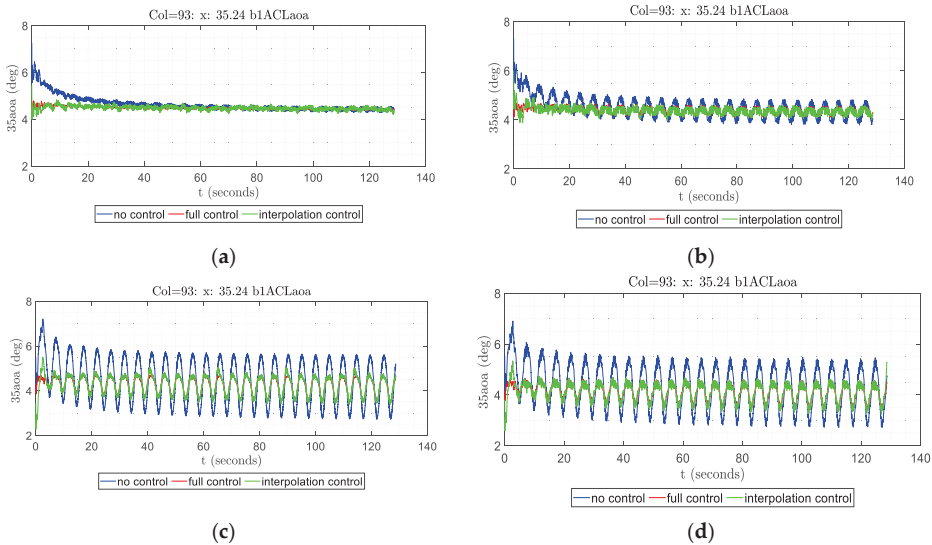 Col=93: x: 35.24 b1ACLaoa
8
6
4
2
35aoa (deg)
0 20 40 60 80 100 120 140
t (seconds)
no control full control interpolation control
(a)
Col=93: x: 35.24 b1ACLaoa
8
6
4
2
35aoa (deg)
0 20 40 60 80 100 120 140
t (seconds)
no control full control interpolation control
(b)
Col=93: x: 35.24 b1ACLaoa
8
6
4
2
35aoa (deg)
0 20 40 60 80 100 120 140
t (seconds)
no control full control interpolation control
(c)
Col=93: x: 35.24 b1ACLaoa
8
6
4
2
35aoa (deg)
0 20 40 60 80 100 120 140
t (seconds)
no control full control interpolation control
(d)